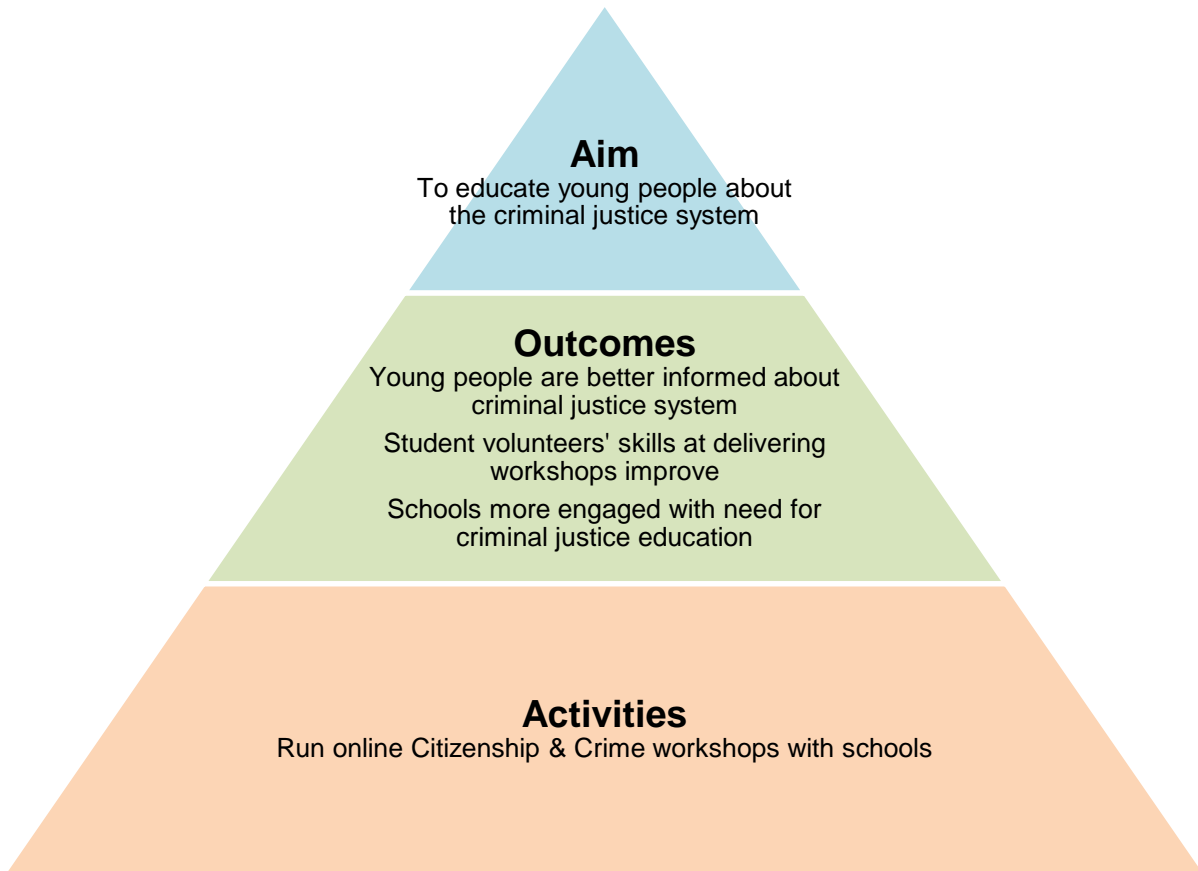 Aim
To educate young people about
the criminal justice system
Outcomes
Young people are better informed about
criminal justice system
Student volunteers' skills at delivering
workshops improve
Schools more engaged with need for
criminal justice education
Activities
Run online Citizenship & Crime workshops with schools